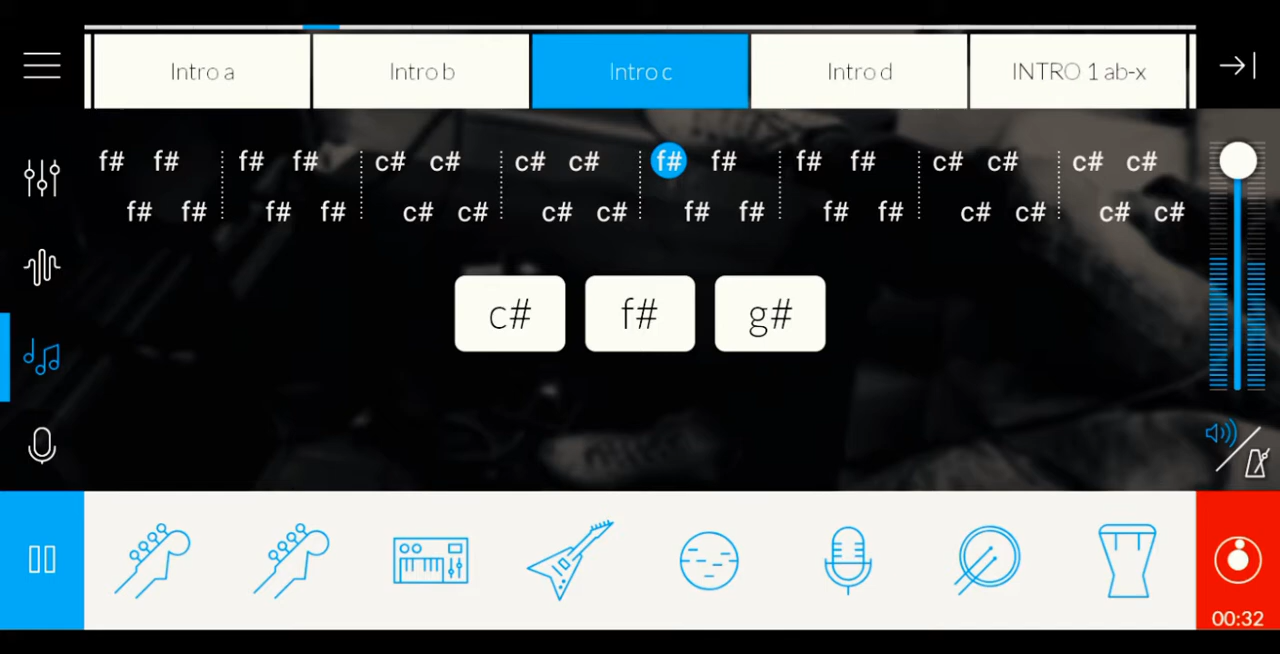 Intro a Intro b Intro c Intro d INTRO 1 ab-x
f# f# f# f# c# c# c# c# f# f# f# f# c# c# c# c#
f# f# f# f# c# c# c# c# f# f# f# f# c# c# c# c#
c# f# g#
00:32